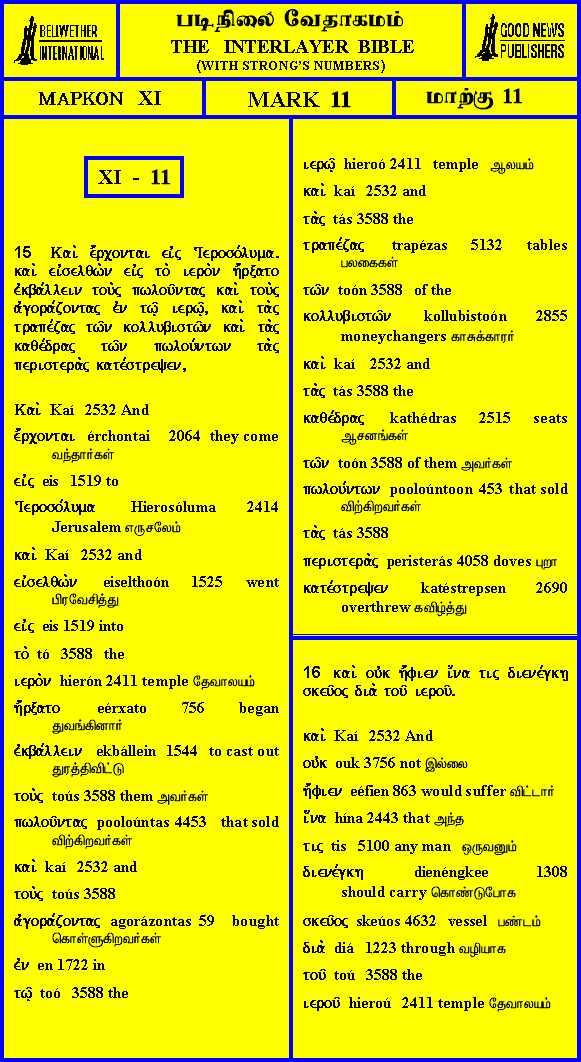 BELLWETHER
INTERNATIONAL
படிநிலை வேதாகமம்
THE INTERLAYER BIBLE
(WITH STRONG'S NUMBERS)
GOOD NEWS
PUBLISHERS
ΜΑΡΚΟΝ XI
MARK 11
மாற்கு 11
XI - 11
15 Καὶ ἔρχονται εἰς Ἱεροσόλυμα.
καὶ εἰσελθὼν εἰς τὸ ιερὸν ἤρξατο
ἐκβάλλειν τοὺς πωλοῦντας καὶ τοὺς
ἀγοράζοντας ἐν τῷ ιερῷ, καὶ τὰς
τραπέζας τῶν κολλυβιστῶν καὶ τὰς
καθέδρας τῶν πωλούντων τὰς
περιστερὰς κατέστρεψεν,
Καὶ Kaí 2532 And
ἔρχονται érchontai 2064 they come
வந்தார்கள்
εἰς eis 1519 to
Ἱεροσόλυμα Hierosóluma 2414
Jerusalem எருசலேம்
καὶ Kaí 2532 and
εἰσελθὼν eiselthoón 1525 went
பிரவேசித்து
εἰς eis 1519 into
τὸ tó 3588 the
ιερὸν hierón 2411 temple தேவாலயம்
ἤρξατο eérxato 756 began
துவங்கினார்
ἐκβάλλειν ekbállein 1544 to cast out
துரத்திவிட்டு
τοὺς toús 3588 them அவர்கள்
πωλοῦντας pooloúntas 4453 that sold
விற்கிறவர்கள்
καὶ kaí 2532 and
τοὺς toús 3588
ἀγοράζοντας agorázontas 59 bought
கொள்ளுகிறவர்கள்
ἐν en 1722 in
τῷ toó 3588 the
ιερῷ hieroó 2411 temple ஆலயம்
καὶ kaí 2532 and
τὰς tás 3588 the
τραπέζας trapézas 5132 tables
பலகைகள்
τῶν toón 3588 of the
κολλυβιστῶν kollubistoón 2855
moneychangers காசுக்காரர்
καὶ kaí 2532 and
τὰς tás 3588 the
καθέδρας kathédras 2515 seats
ஆசனங்கள்
τῶν toón 3588 of them அவர்கள்
πωλούντων pooloúntoon 453 that sold
விற்கிறவர்கள்
τὰς tás 3588
περιστερὰς peristerás 4058 doves புறா
κατέστρεψεν katéstrepsen 2690
overthrew கவிழ்த்து
16 καὶ οὐκ ἤφιεν ἵνα τις διενέγκῃ
σκεῦος διὰ τοῦ ιεροῦ.
καὶ Kaí 2532 And
οὐκ ouk 3756 not இல்லை
ἤφιεν eéfien 863 would suffer விட்டார்
ἵνα hína 2443 that அந்த
τις tis 5100 any man ஒருவனும்
διενέγκη dienéngkee 1308
should carry கொண்டுபோக
σκεῦος skeúos 4632 vessel பண்டம்
διὰ diá 1223 through வழியாக
τοῦ toú 3588 the
ιεροῦ hieroú 2411 temple தேவாலயம்